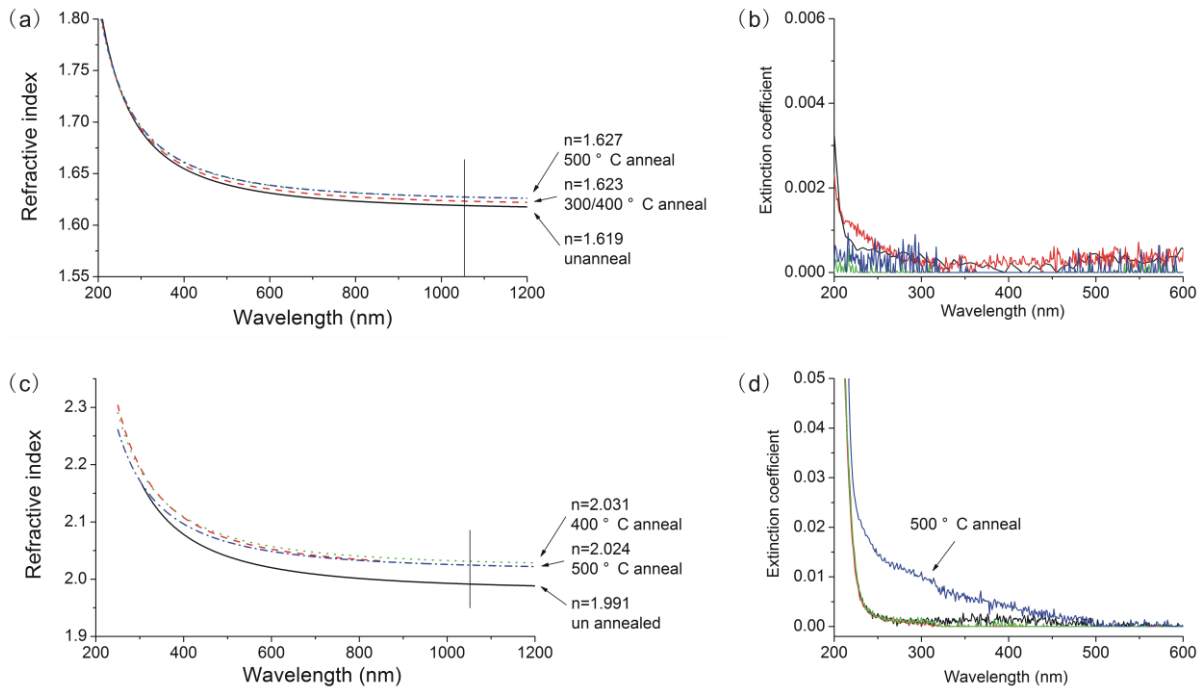 (a)
1.80
1.75
1.70
1.65
1.60
1.55
Refractive index
200
400
600
800
1000
1200
Wavelength (nm)
n=1.627
500 ° C anneal
n=1.623
300/400 ° C anneal
n=1.619
unanneal
(b)
0.006
0.004
0.002
0.000
Extinction coefficient
200
250
300
350
400
450
500
550
600
Wavelength (nm)
(c)
2.3
2.2
2.1
2.0
1.9
Refractive index
200
400
600
800
1000
1200
Wavelength (nm)
n=2.031
400 ° C anneal
n=2.024
500 ° C anneal
n=1.991
un annealed
(d)
0.05
0.04
0.03
0.02
0.01
0.00
Extinction coefficient
500 ° C anneal
200
300
400
500
600
Wavelength (nm)